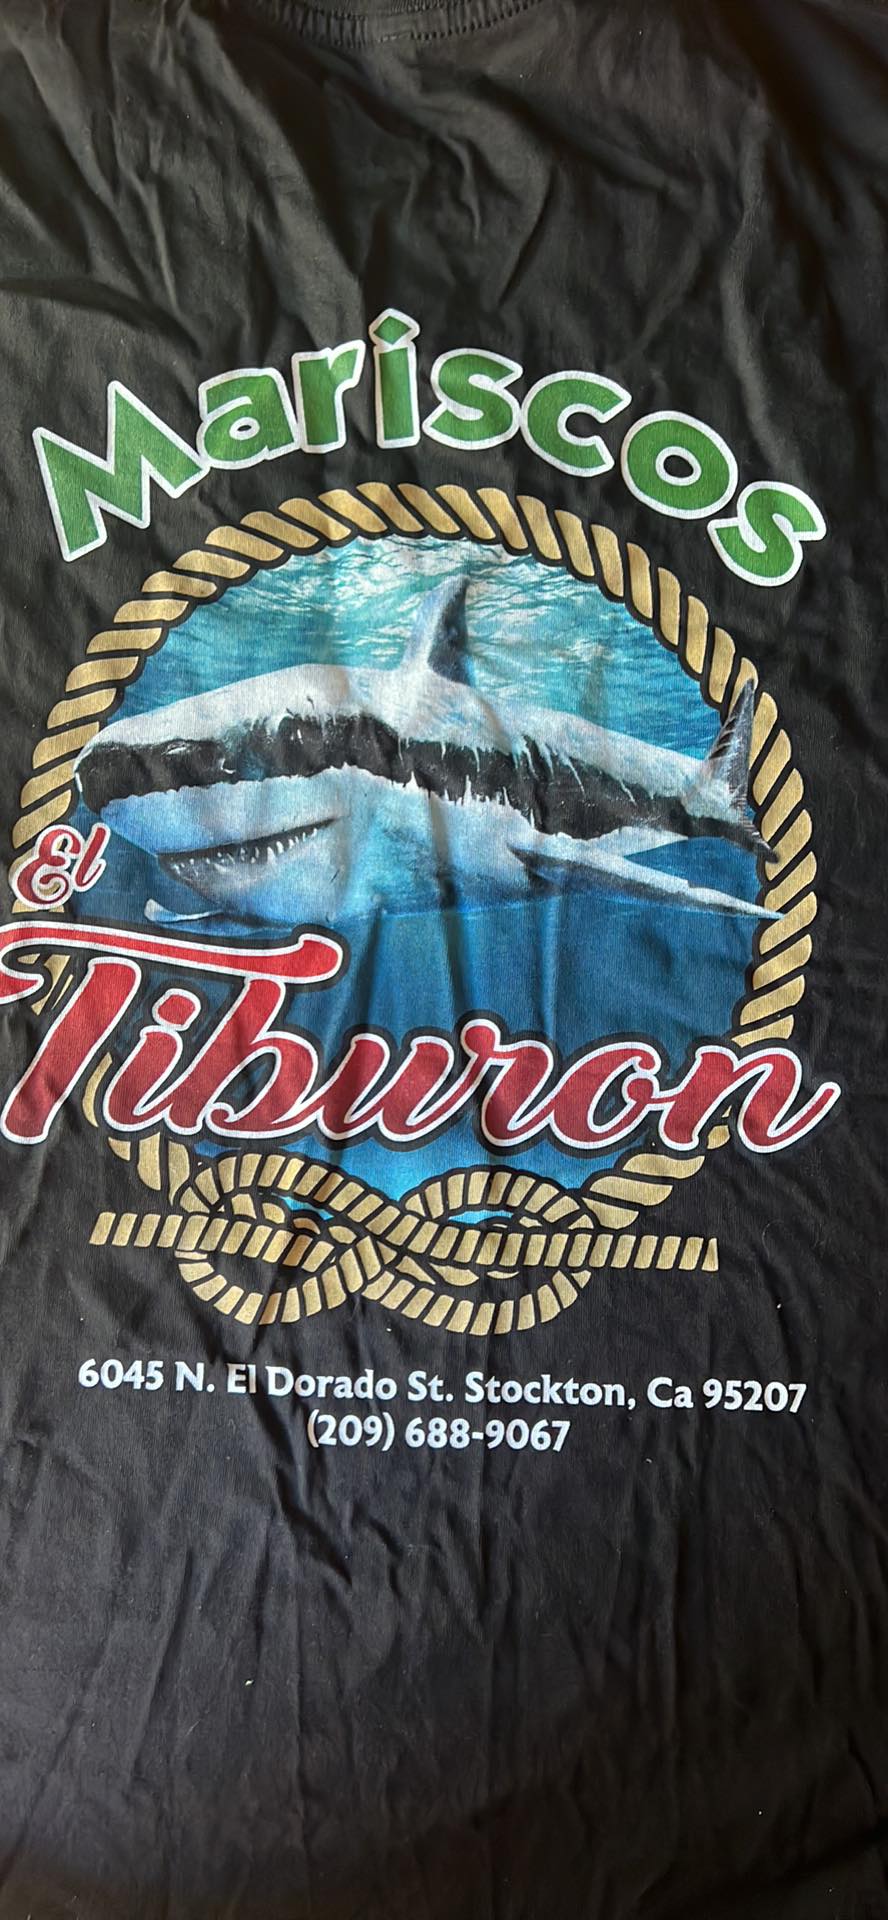 Mariscos
El
Tiburon
6045 N. El Dorado St. Stockton, Ca 95207
(209) 688-9067